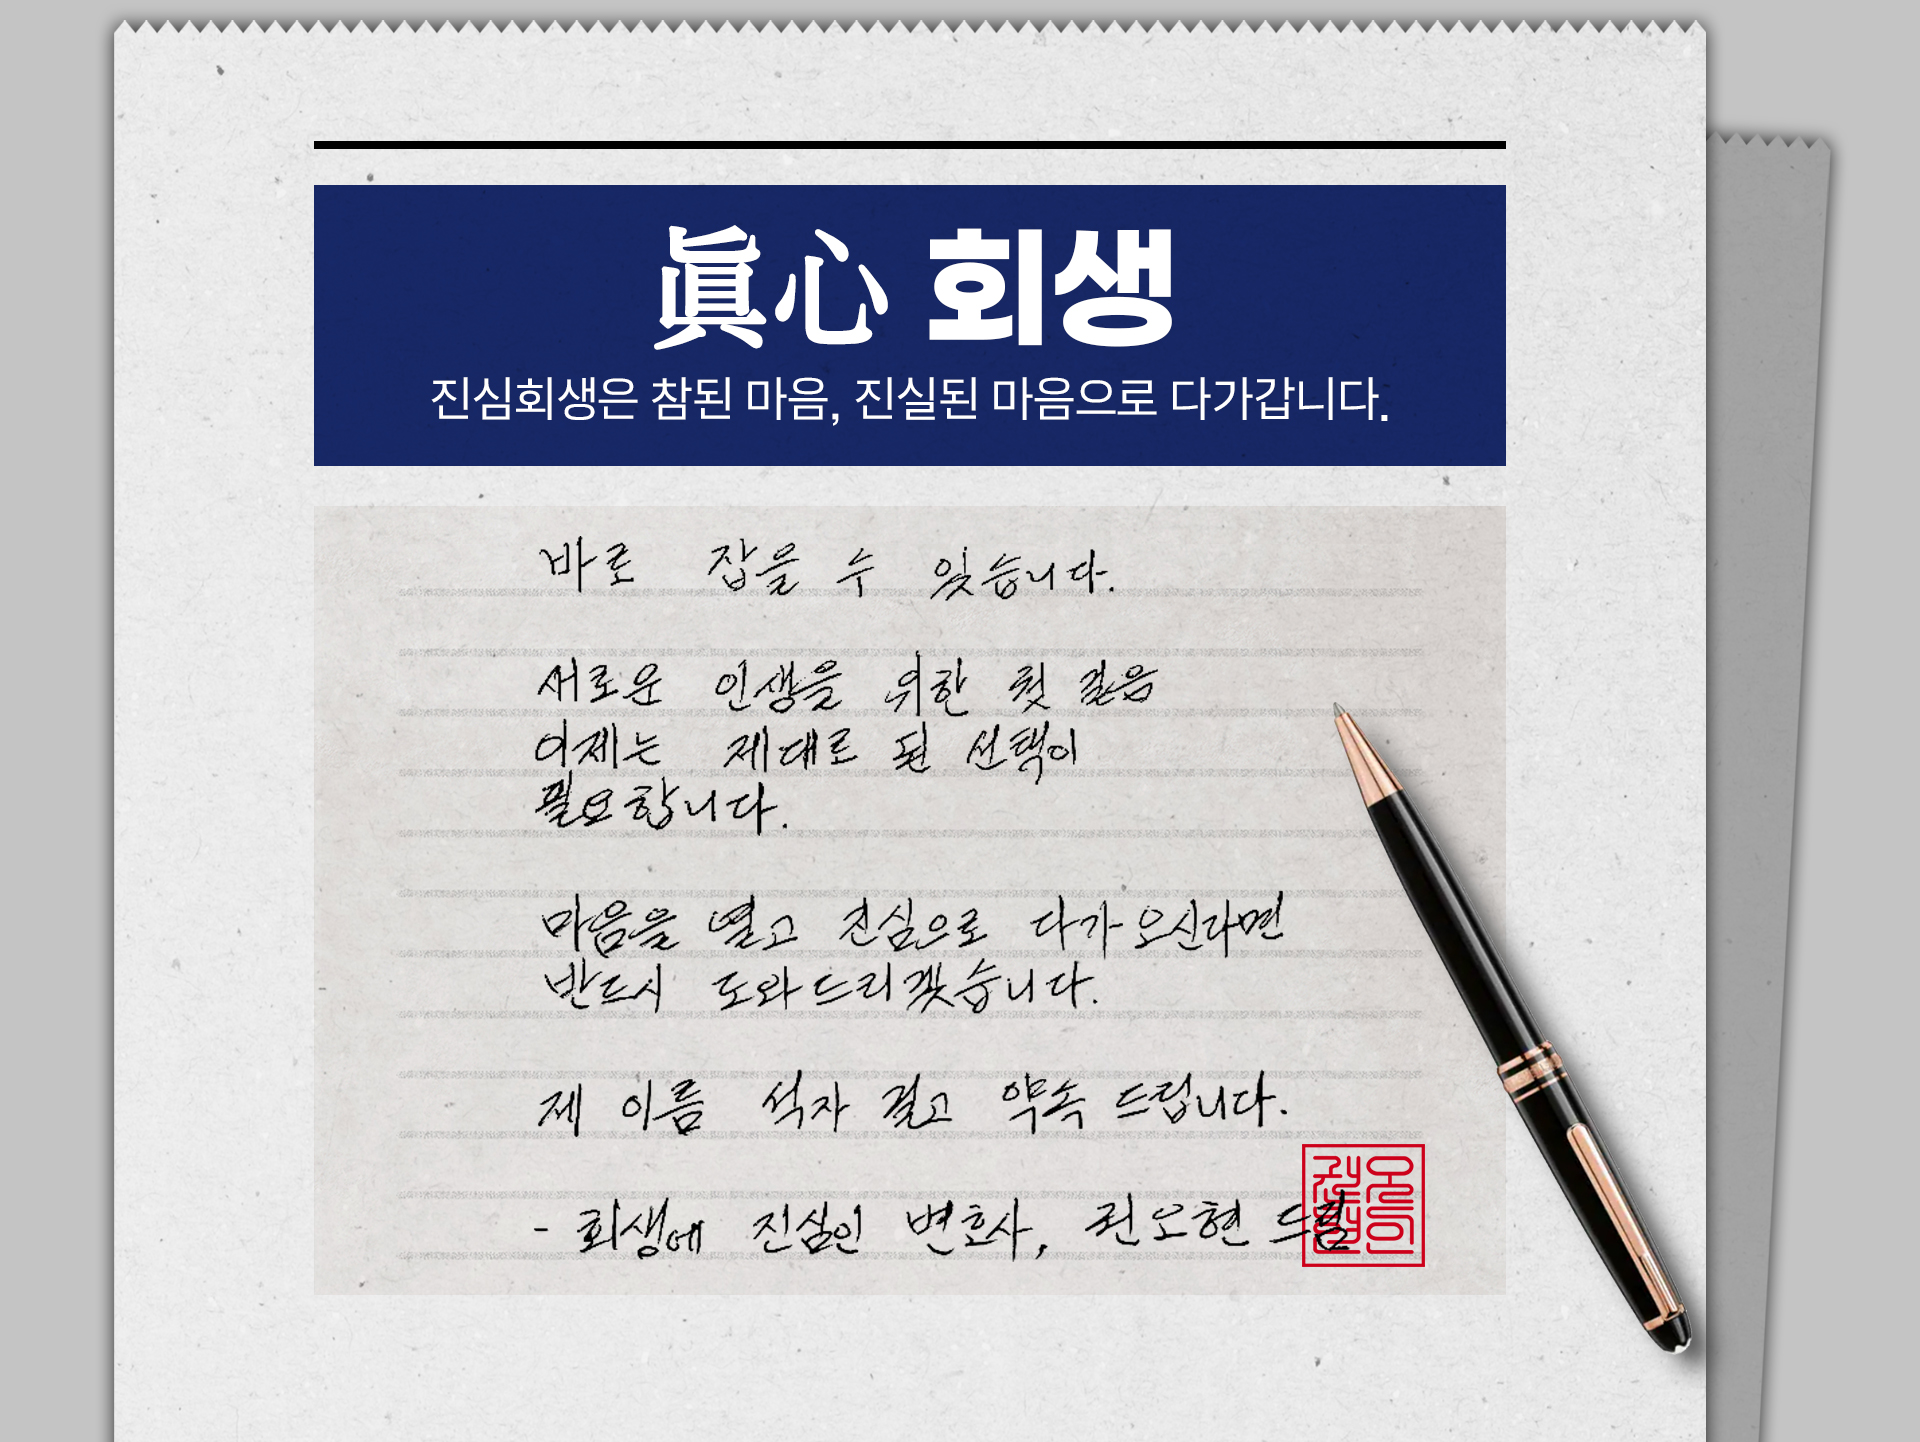 眞心 회생
진심회생은 참된 마음, 진실된 마음으로 다가갑니다.
바로 잡을 수 있습니다.
새로운 인생을 위한 첫 걸음
이제는 제대로 된 선택이
필요합니다.
마음을 열고 진심으로 다가오신다면
반드시 도와드리겠습니다.
제 이름 석자 걸고 약속 드립니다.
- 회생에 진심인 변호사, 권오현 드림